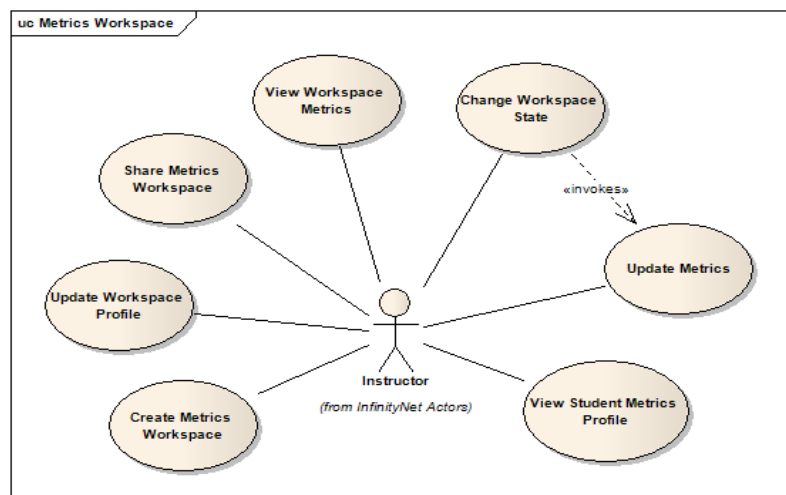 uc Metrics Workspace
View Workspace
Metrics
Change Workspace
State
Share Metrics
Workspace
«invokes»
Update Metrics
Update Workspace
Profile
Instructor
(from InfinityNet Actors)
View Student Metrics
Profile
Create Metrics
Workspace